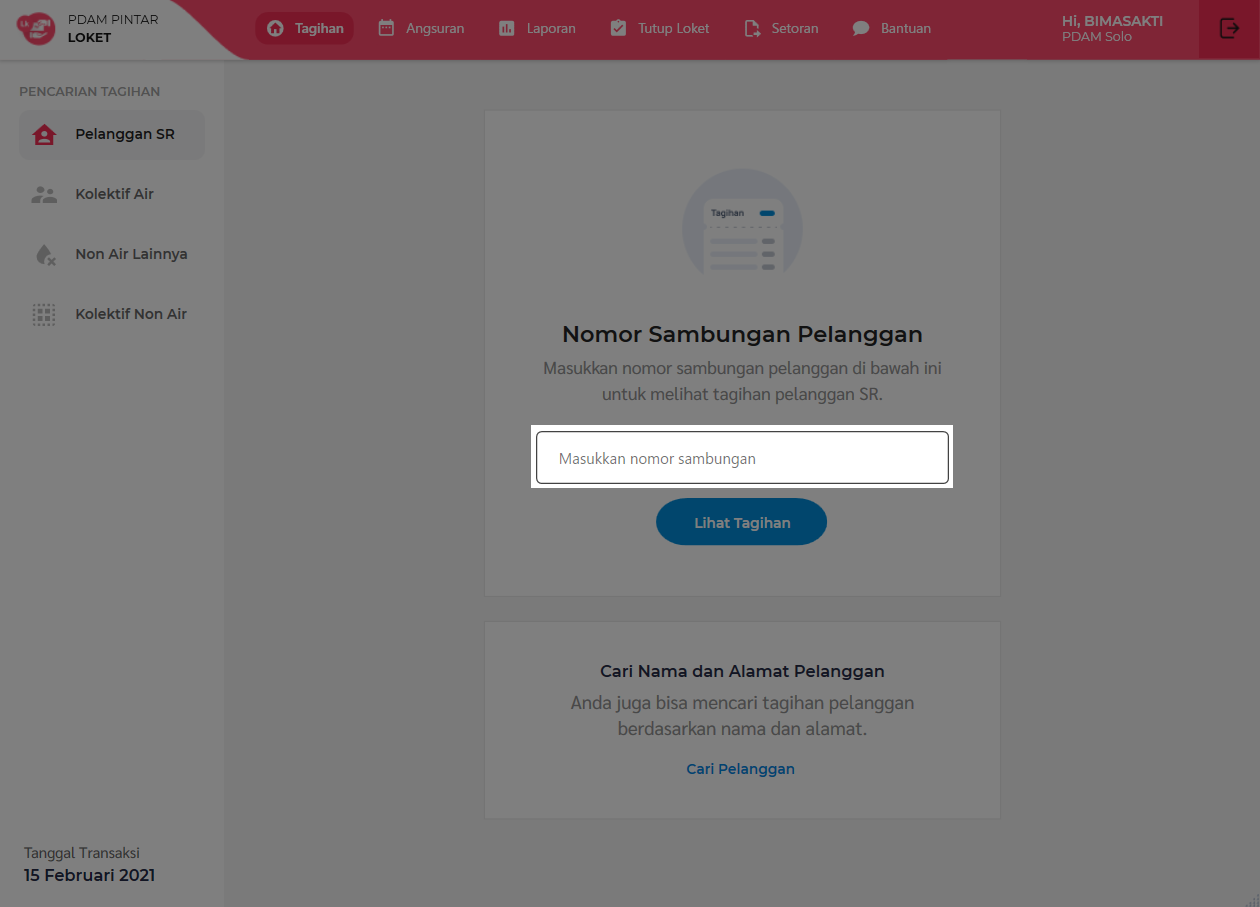 PDAM PINTAR
LOKET
Tagihan
Angsuran
Laporan
Tutup Loket
Setoran
Bantuan
Hi, BIMASAKTI
PDAM Solo
PENCARIAN TAGIHAN
Pelanggan SR
Kolektif Air
Non Air Lainnya
Kolektif Non Air
Tagihan
Nomor Sambungan Pelanggan
Masukkan nomor sambungan pelanggan di bawah ini
untuk melihat tagihan pelanggan SR.
Masukkan nomor sambungan
Lihat Tagihan
Cari Nama dan Alamat Pelanggan
Anda juga bisa mencari tagihan pelanggan
berdasarkan nama dan alamat.
Cari Pelanggan
Tanggal Transaksi
15 Februari 2021